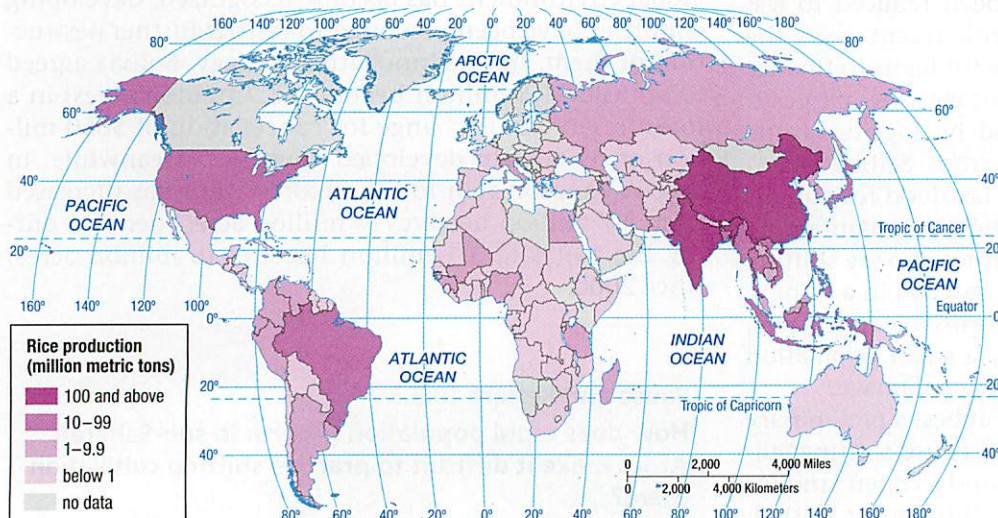 160° 140° 120° 100° 80° 60° 40° 20° 0° 20° 40° 60° 80° 100° 120° 140° 160° 180°
80° 80°
ARCTIC
OCEAN
60° 60°
40° 40°
PACIFIC
OCEAN
ATLANTIC
OCEAN
Tropic of Cancer
20° 20°
PACIFIC
OCEAN
160° 140° 120° 100°
Equator
0° 0°
INDIAN
OCEAN
ATLANTIC
OCEAN
20° 20°
Tropic of Capricorn
40° 40°
Rice production
(million metric tons)
100 and above
10–99
1–9.9
below 1
no data
0 2,000 4,000 Miles
0 2,000 4,000 Kilometers
80° 60° 40° 20° 0° 20° 40° 60° 80° 100° 120° 140° 160° 180°